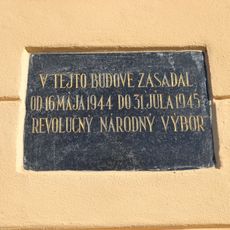 V TEJTO BUDOVE ZASADAL
OD 16 MÁJA 1944 DO 31. JÚLA 1945
REVOLUČNÝ NÁRODNÝ VÝBOR